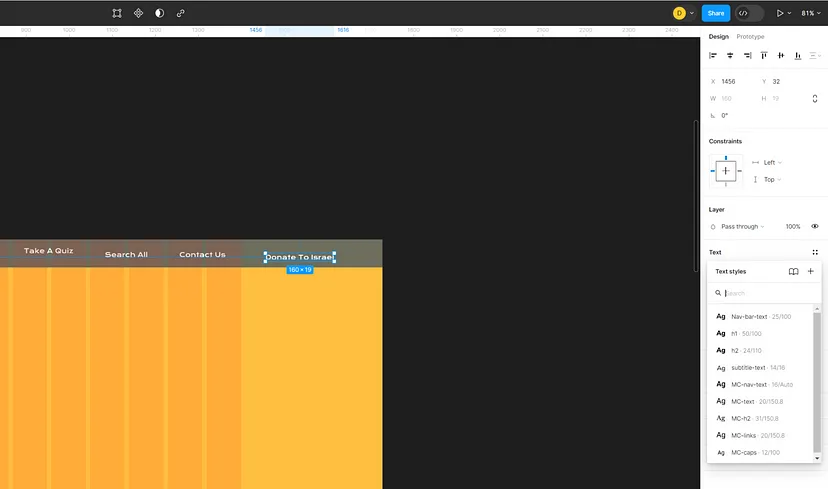 D
Share
81%
800
900
1000
1100
1200
1300
1456
1616
1800
1900
2000
2100
2200
2300
2400
Design Prototype
X 1456 Y 32
W 160 H 19
0°
Constraints
Left
Top
Layer
Pass through 100%
Text
Text styles
Search
Ag Nav-bar-text · 25/100
Ag h1 · 50/100
Ag h2 · 24/110
Ag subtitle-text · 14/16
Ag MC-nav-text · 16/Auto
Ag MC-text · 20/150,8
Ag MC-h2 · 31/150,8
Ag MC-links · 20/150,8
Ag MC-caps · 12/100
Take A Quiz
Search All
Contact Us
Donate To Israel
160 × 19